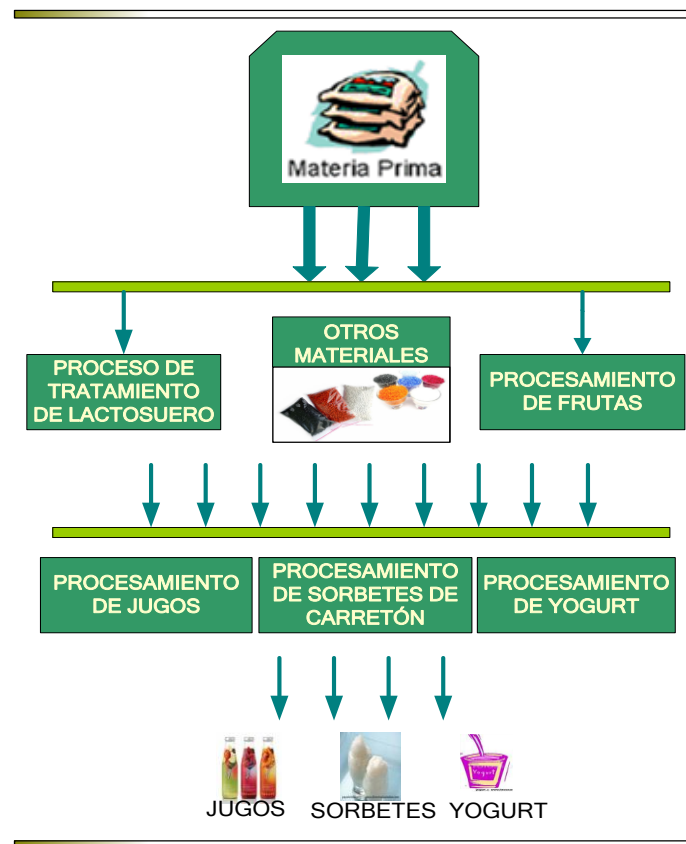 Materia Prima
OTROS
MATERIALES
PROCESO DE
TRATAMIENTO
DE LACTOSUERO
PROCESAMIENTO
DE FRUTAS
PROCESAMIENTO
DE JUGOS
PROCESAMIENTO
DE SORBETES DE
CARRETÓN
PROCESAMIENTO
DE YOGURT
JUGOS
SORBETES
YOGURT